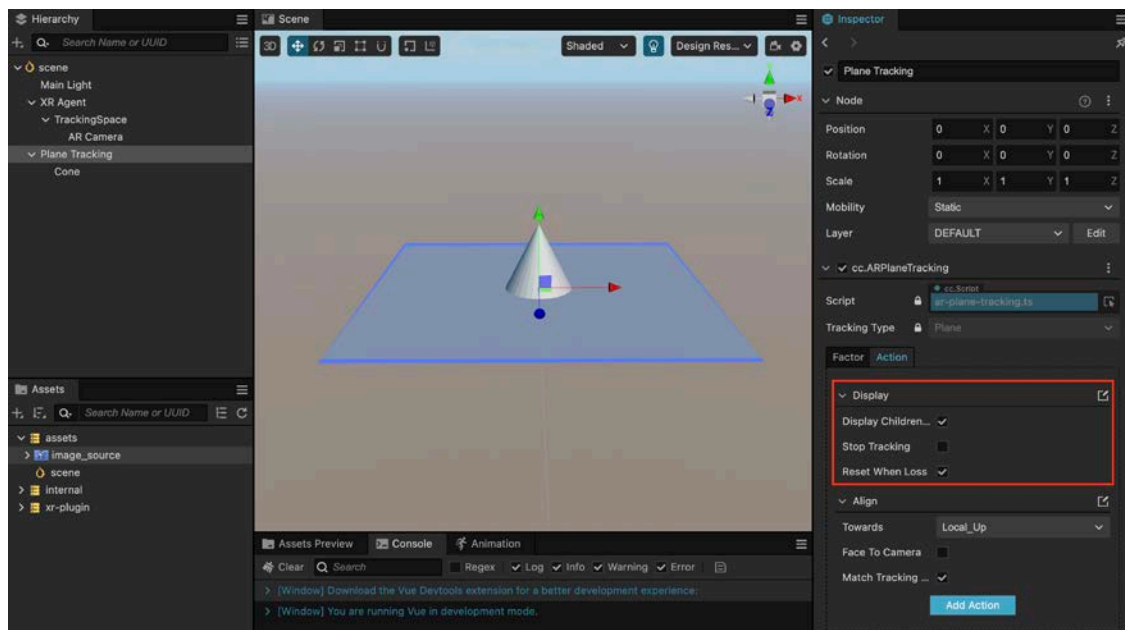 Hierarchy
Search Name or UUID
scene
Main Light
XR Agent
TrackingSpace
AR Camera
Plane Tracking
Cone
Assets
Search Name or UUID
assets
image_source
scene
internal
xr-plugin
Scene
3D
Shaded
Design Res...
X
Z
Assets Preview
Console
Animation
Clear
Search
Regex
Log
Info
Warning
Error
[Window] Download the Vue Devtools extension for a better development experience:
[Window] You are running Vue in development mode.
Inspector
Plane Tracking
Node
Position 0 X 0 Y 0 Z
Rotation 0 X 0 Y 0 Z
Scale 1 X 1 Y 1 Z
Mobility Static
Layer DEFAULT Edit
cc.ARPlaneTracking
cc.Script
Script ar-plane-tracking.ts
Tracking Type Plane
Factor Action
Display
Display Children...
Stop Tracking
Reset When Loss
Align
Towards Local_Up
Face To Camera
Match Tracking ...
Add Action